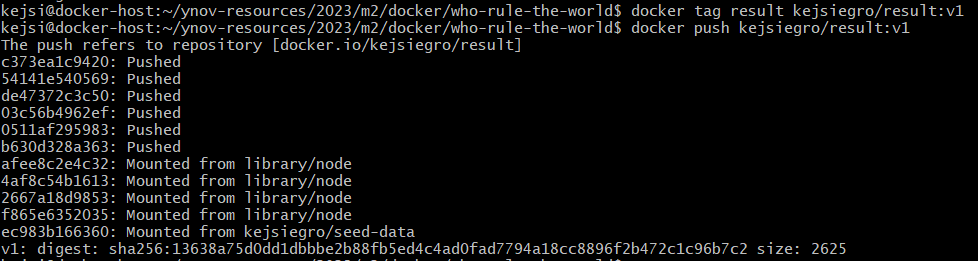 kejsi@docker-host:~/ynov-resources/2023/m2/docker/who-rule-the-world$ docker tag result kejsiegro/result:v1
kejsi@docker-host:~/ynov-resources/2023/m2/docker/who-rule-the-world$ docker push kejsiegro/result:v1
The push refers to repository [docker.io/kejsiegro/result]
c373ea1c9420: Pushed
54141e540569: Pushed
de47372c3c50: Pushed
03c56b4962ef: Pushed
0511af295983: Pushed
b630d328a363: Pushed
afee8c2e4c32: Mounted from library/node
4af8c54b1613: Mounted from library/node
2667a18d9853: Mounted from library/node
f865e6352035: Mounted from library/node
ec983b166360: Mounted from kejsiegro/seed-data
v1: digest: sha256:13638a75d0dd1dbbbe2b88fb5ed4c4ad0fad7794a18cc8896f2b472c1c96b7c2 size: 2625